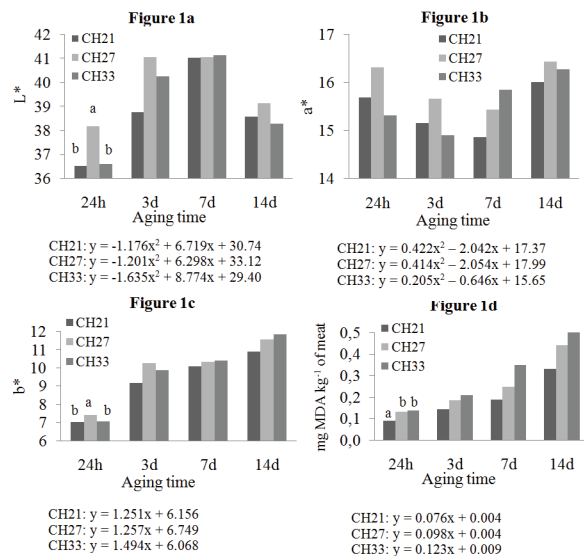 Figure 1a
CH21
CH27
CH33
L*
42
41
40
39
38
37
36
b
a
b
24h 3d 7d 14d
Aging time
CH21: y = -1.176x² + 6.719x + 30.74
CH27: y = -1.201x² + 6.298x + 33.12
CH33: y = -1.635x² + 8.774x + 29.40
Figure 1b
CH21
CH27
CH33
a*
17
16
15
14
24h 3d 7d 14d
Aging time
CH21: y = 0.422x² – 2.042x + 17.37
CH27: y = 0.414x² – 2.054x + 17.99
CH33: y = 0.205x² – 0.646x + 15.65
Figure 1c
CH21
CH27
CH33
b*
12
11
10
9
8
7
6
b
a
b
24h 3d 7d 14d
Aging time
CH21: y = 1.251x + 6.156
CH27: y = 1.257x + 6.749
CH33: y = 1.494x + 6.068
Figure 1d
CH21
CH27
CH33
mg MDA kg⁻¹ of meat
0,5
0,4
0,3
0,2
0,1
0,0
a b b
24h 3d 7d 14d
Aging time
CH21: y = 0.076x + 0.004
CH27: y = 0.098x + 0.004
CH33: y = 0.123x + 0.009